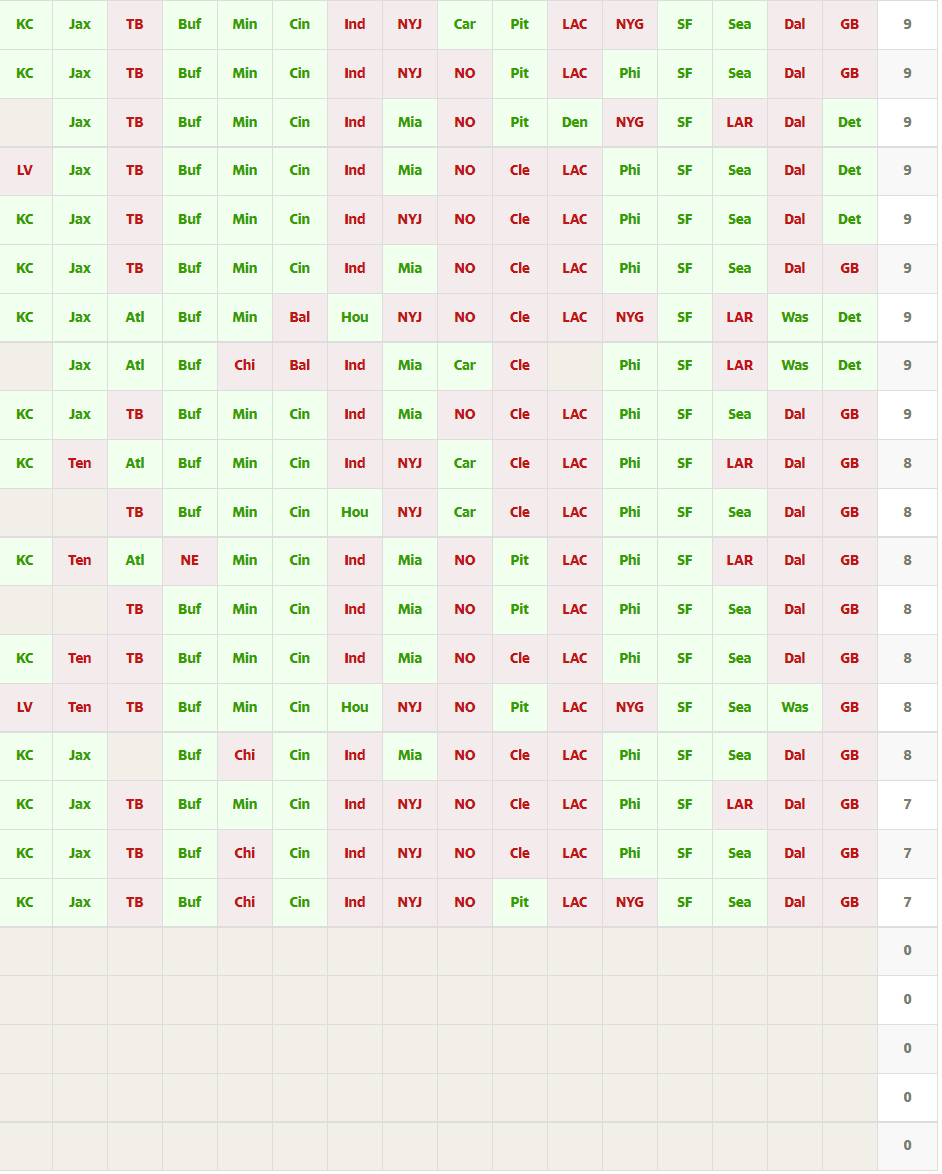 KC Jax TB Buf Min Cin Ind NYJ Car Pit LAC NYG SF Sea Dal GB 9
KC Jax TB Buf Min Cin Ind NYJ NO Pit LAC Phi SF Sea Dal GB 9
Jax TB Buf Min Cin Ind Mia NO Pit Den NYG SF LAR Dal Det 9
LV Jax TB Buf Min Cin Ind Mia NO Cle LAC Phi SF Sea Dal Det 9
KC Jax TB Buf Min Cin Ind NYJ NO Cle LAC Phi SF Sea Dal Det 9
KC Jax TB Buf Min Cin Ind Mia NO Cle LAC Phi SF Sea Dal GB 9
KC Jax Atl Buf Min Bal Hou NYJ NO Cle LAC NYG SF LAR Was Det 9
Jax Atl Buf Chi Bal Ind Mia Car Cle Phi SF LAR Was Det 9
KC Jax TB Buf Min Cin Ind Mia NO Cle LAC Phi SF Sea Dal GB 9
KC Ten Atl Buf Min Cin Ind NYJ Car Cle LAC Phi SF LAR Dal GB 8
TB Buf Min Cin Hou NYJ Car Cle LAC Phi SF Sea Dal GB 8
KC Ten Atl NE Min Cin Ind Mia NO Pit LAC Phi SF LAR Dal GB 8
TB Buf Min Cin Ind Mia NO Pit LAC Phi SF Sea Dal GB 8
KC Ten TB Buf Min Cin Ind Mia NO Cle LAC Phi SF Sea Dal GB 8
LV Ten TB Buf Min Cin Hou NYJ NO Pit LAC NYG SF Sea Was GB 8
KC Jax Buf Chi Cin Ind Mia NO Cle LAC Phi SF Sea Dal GB 8
KC Jax TB Buf Min Cin Ind NYJ NO Cle LAC Phi SF LAR Dal GB 7
KC Jax TB Buf Chi Cin Ind NYJ NO Cle LAC Phi SF Sea Dal GB 7
KC Jax TB Buf Chi Cin Ind NYJ NO Pit LAC NYG SF Sea Dal GB 7
0
0
0
0
0